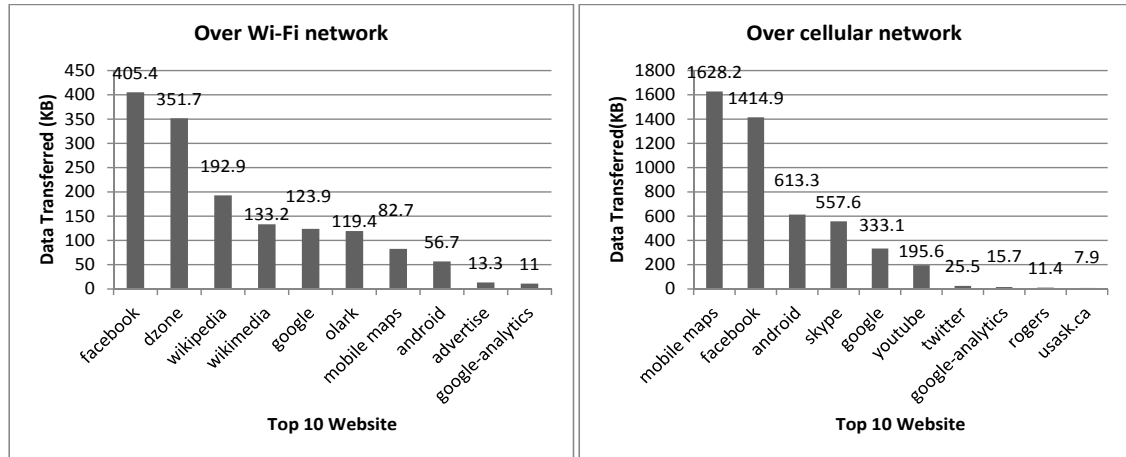 Over Wi-Fi network
Data Transferred (KB)
450
400
350
300
250
200
150
100
50
0
405.4
351.7
192.9
133.2
123.9
119.4
82.7
56.7
13.3
11
facebook
dzone
wikipedia
wikimedia
google
olark
mobile maps
android
advertise
google-analytics
Top 10 Website
Over cellular network
Data Transferred(KB)
1800
1600
1400
1200
1000
800
600
400
200
0
1628.2
1414.9
613.3
557.6
333.1
195.6
25.5
15.7
11.4
7.9
mobile maps
facebook
android
skype
google
youtube
twitter
google-analytics
rogers
usask.ca
Top 10 Website